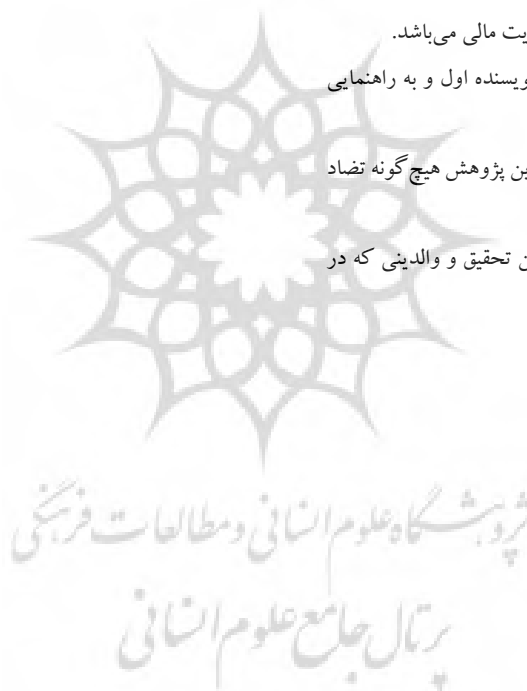 یت مالی می‌باشد.
ویسنده اول و به راهنمایی
ین پژوهش هیچ‌گونه تضاد
ن تحقیق و والدینی که در
پژوهشگاه علوم انسانی و مطالعات فرهنگی
پرتال جامع علوم انسانی